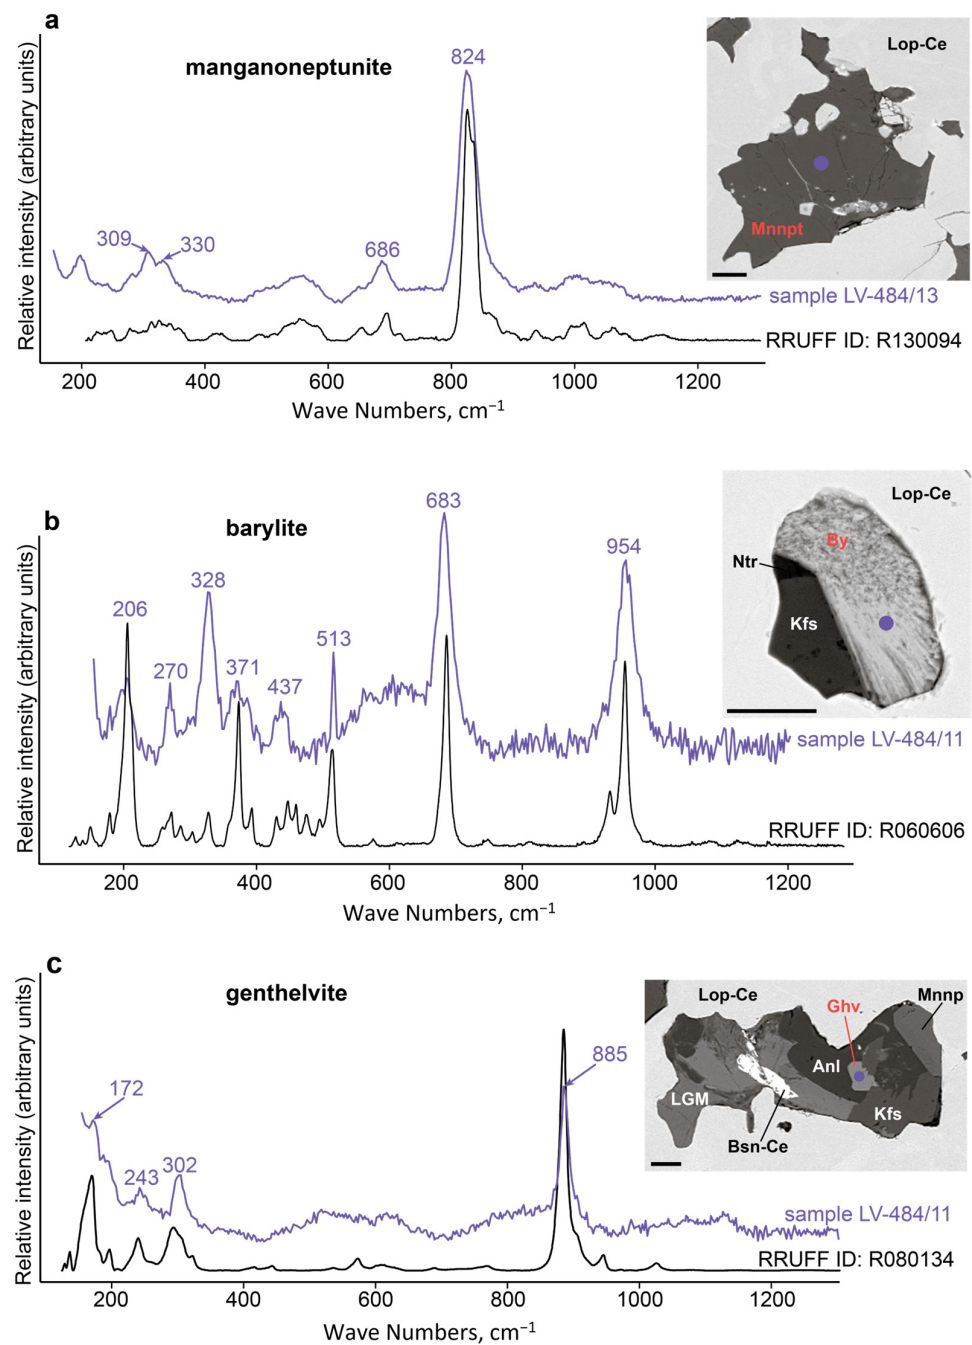 a
Relative intensity (arbitrary units)
manganoneptunite
824
309
330
686
Lop-Ce
Mnnpt
sample LV-484/13
RRUFF ID: R130094
200 400 600 800 1000 1200
Wave Numbers, cm⁻¹
b
Relative intensity (arbitrary units)
barylite
683
954
328
206
513
270
371
437
Lop-Ce
By
Ntr
Kfs
sample LV-484/11
RRUFF ID: R060606
200 400 600 800 1000 1200
Wave Numbers, cm⁻¹
c
Relative intensity (arbitrary units)
genthelvite
885
172
243
302
Lop-Ce
Ghv
Mnnp
Anl
LGM
Kfs
Bsn-Ce
sample LV-484/11
RRUFF ID: R080134
200 400 600 800 1000 1200
Wave Numbers, cm⁻¹